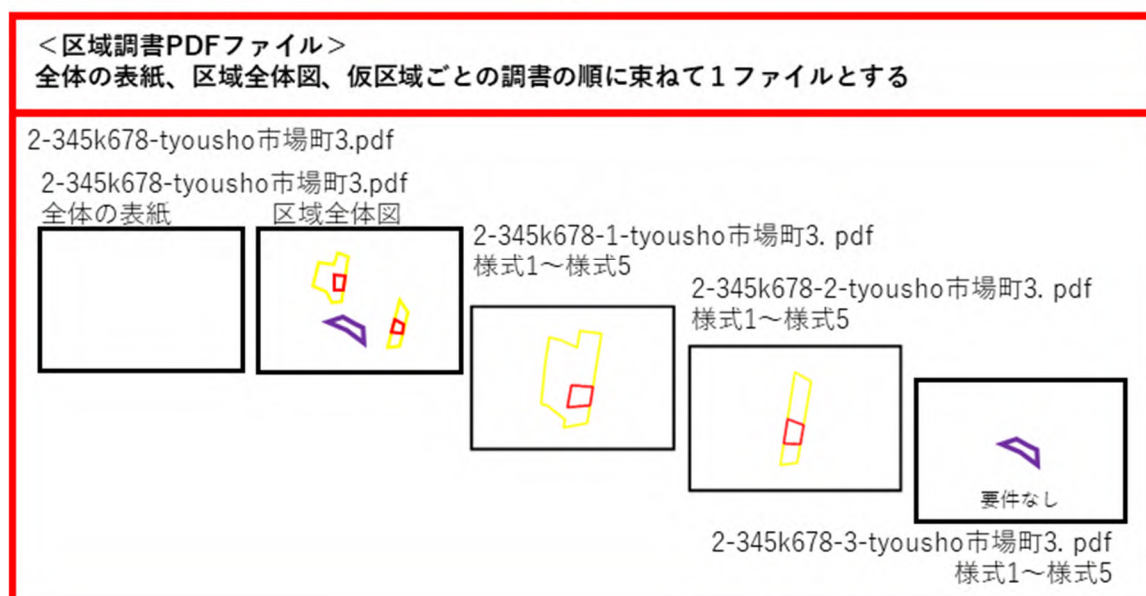 ＜区域調書PDFファイル＞
全体の表紙、区域全体図、仮区域ごとの調書の順に束ねて１ファイルとする
2-345k678-tyousho市場町3.pdf
2-345k678-tyousho市場町3.pdf
全体の表紙 区域全体図
2-345k678-1-tyousho市場町3. pdf
様式1～様式5
2-345k678-2-tyousho市場町3. pdf
様式1～様式5
要件なし
2-345k678-3-tyousho市場町3. pdf
様式1～様式5